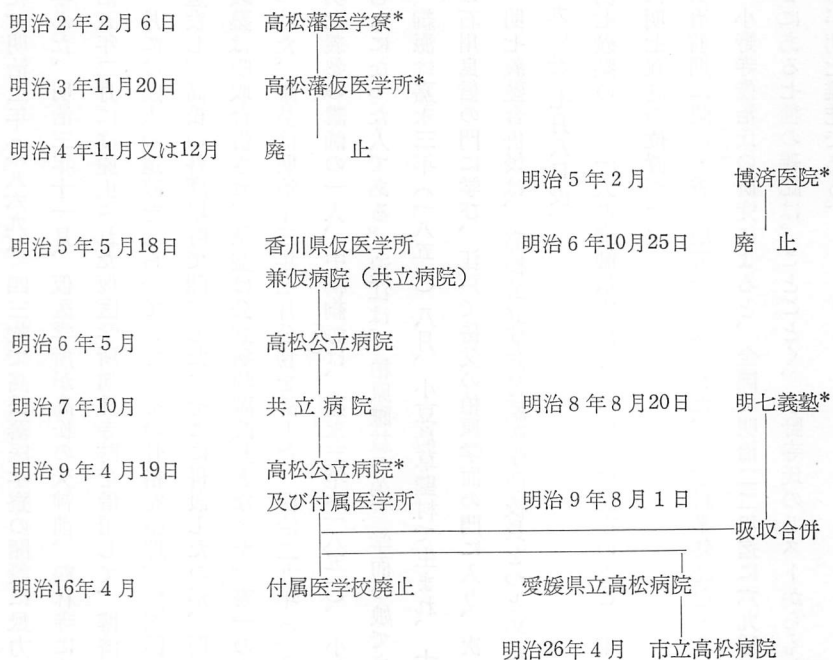 明治2年2月6日 高松藩医学寮*
明治3年11月20日 高松藩仮医学所*
明治4年11月又は12月 廃 止
明治5年2月 博済医院*
明治5年5月18日 香川県仮医学所
兼仮病院（共立病院）
明治6年10月25日 廃 止
明治6年5月 高松公立病院
明治7年10月 共立病院
明治8年8月20日 明七義塾*
明治9年4月19日 高松公立病院*
及び付属医学所
明治9年8月1日
吸収合併
明治16年4月 付属医学校廃止 愛媛県立高松病院
明治26年4月 市立高松病院